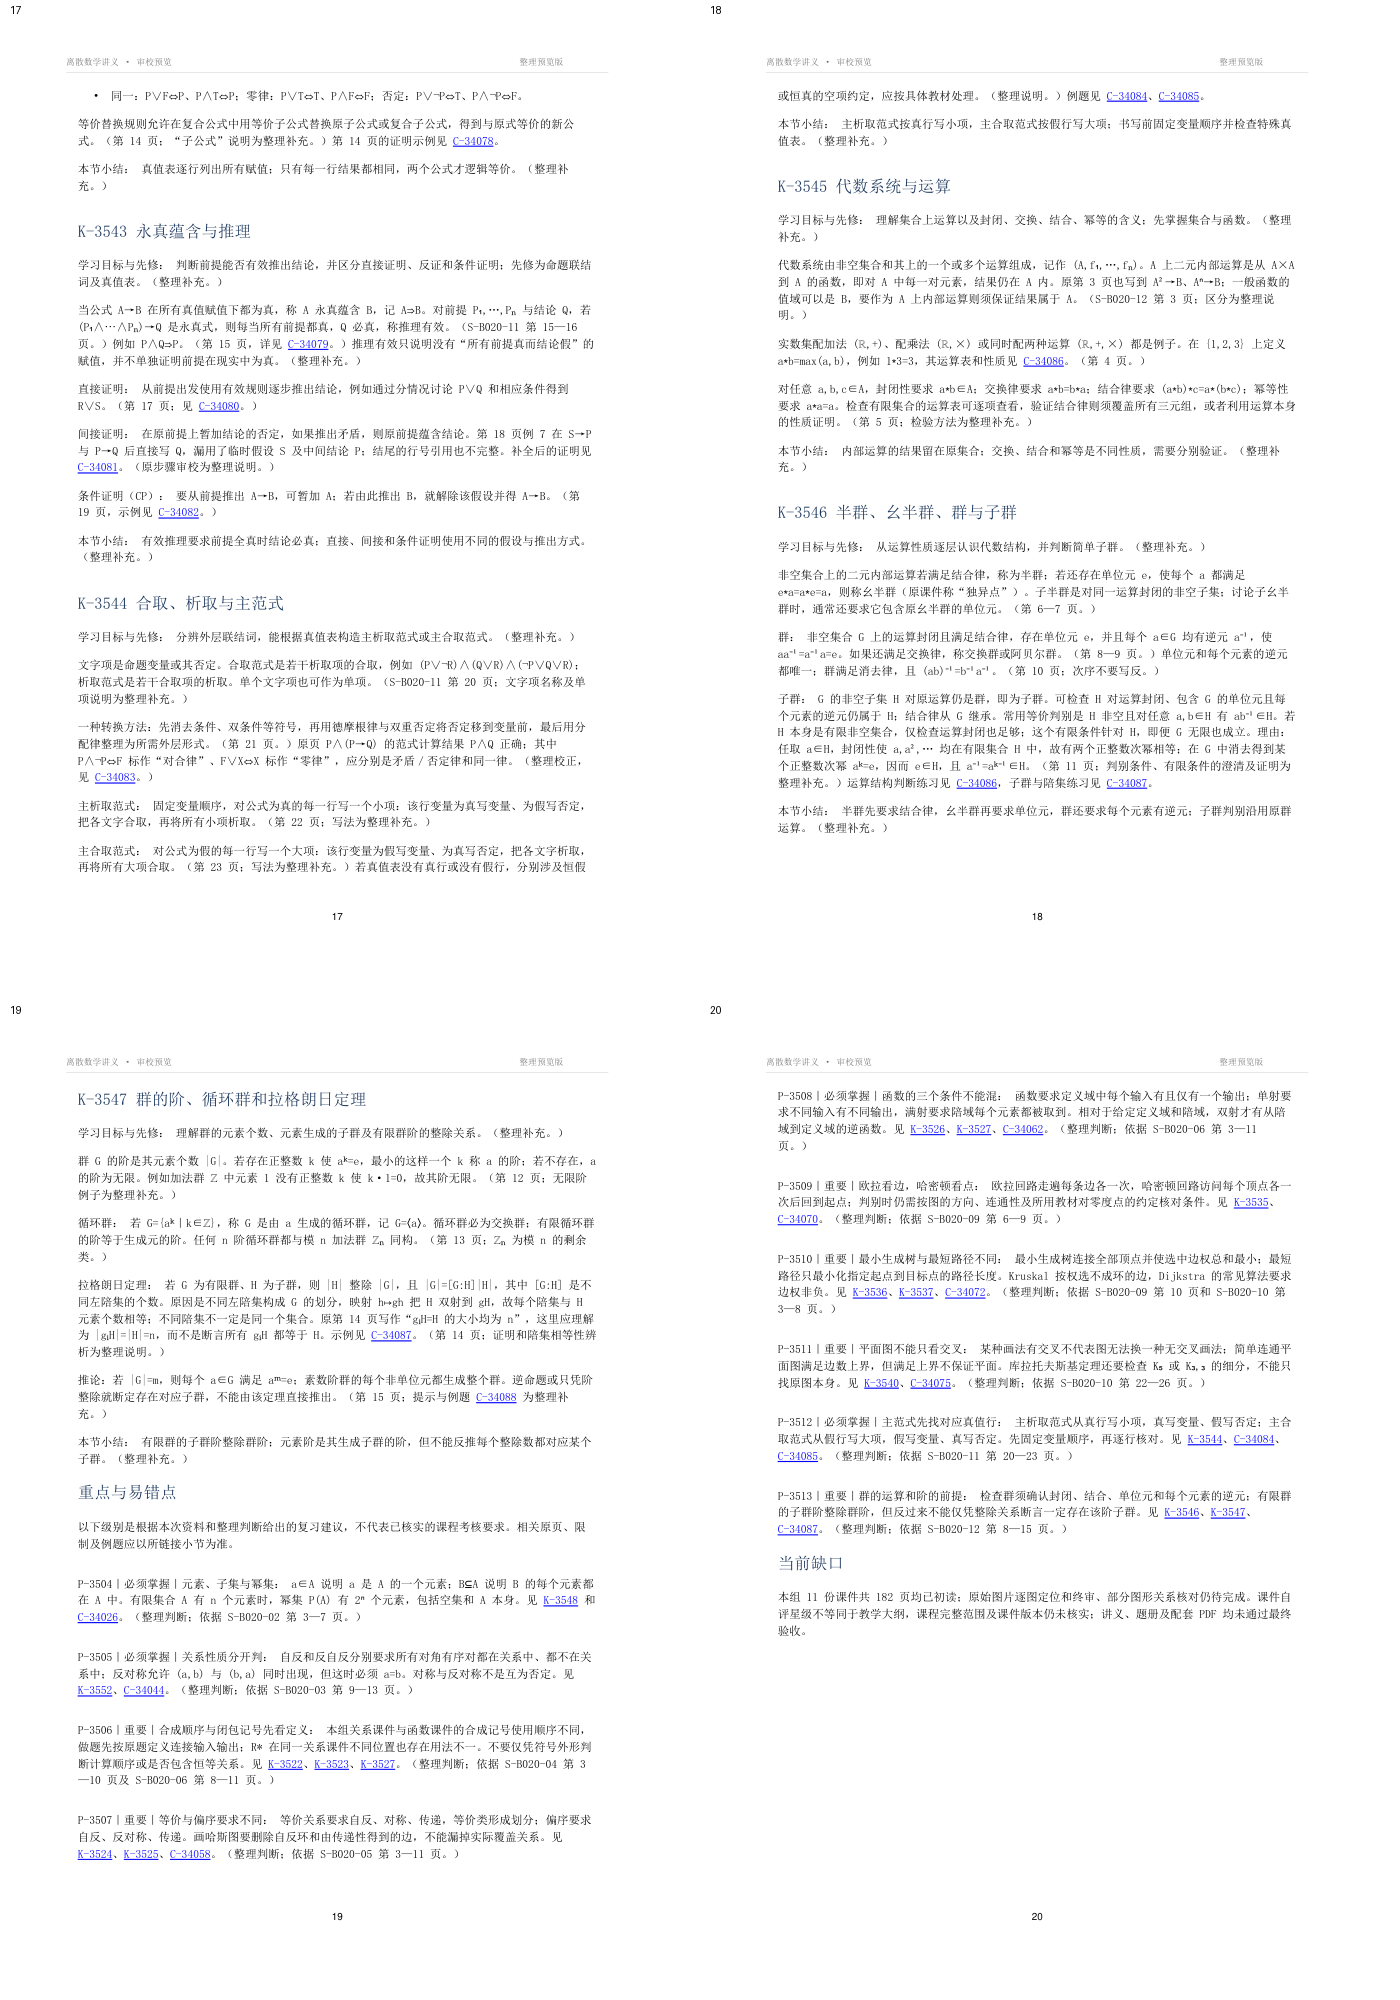 17
离散数学讲义 • 审校预览
整理预览版
• 同一：P∨F⇔P、P∧T⇔P；零律：P∨T⇔T、P∧F⇔F；否定：P∨¬P⇔T、P∧¬P⇔F。
等价替换规则允许在复合公式中用等价子公式替换原子公式或复合子公式，得到与原式等价的新公
式。（第 14 页；“子公式”说明为整理补充。）第 14 页的证明示例见 C-34078。
本节小结： 真值表逐行列出所有赋值；只有每一行结果都相同，两个公式才逻辑等价。（整理补
充。）
K-3543 永真蕴含与推理
学习目标与先修： 判断前提能否有效推出结论，并区分直接证明、反证和条件证明；先修为命题联结
词及真值表。（整理补充。）
当公式 A→B 在所有真值赋值下都为真，称 A 永真蕴含 B，记 A⇒B。对前提 P₁,…,Pₙ 与结论 Q，若
(P₁∧⋯∧Pₙ)→Q 是永真式，则每当所有前提都真，Q 必真，称推理有效。（S-B020-11 第 15—16
页。）例如 P∧Q⇒P。（第 15 页，详见 C-34079。）推理有效只说明没有“所有前提真而结论假”的
赋值，并不单独证明前提在现实中为真。（整理补充。）
直接证明： 从前提出发使用有效规则逐步推出结论，例如通过分情况讨论 P∨Q 和相应条件得到
R∨S。（第 17 页；见 C-34080。）
间接证明： 在原前提上暂加结论的否定，如果推出矛盾，则原前提蕴含结论。第 18 页例 7 在 S→P
与 P→Q 后直接写 Q，漏用了临时假设 S 及中间结论 P；结尾的行号引用也不完整。补全后的证明见
C-34081。（原步骤审校为整理说明。）
条件证明（CP）： 要从前提推出 A→B，可暂加 A；若由此推出 B，就解除该假设并得 A→B。（第
19 页，示例见 C-34082。）
本节小结： 有效推理要求前提全真时结论必真；直接、间接和条件证明使用不同的假设与推出方式。
（整理补充。）
K-3544 合取、析取与主范式
学习目标与先修： 分辨外层联结词，能根据真值表构造主析取范式或主合取范式。（整理补充。）
文字项是命题变量或其否定。合取范式是若干析取项的合取，例如 (P∨¬R)∧(Q∨R)∧(¬P∨Q∨R)；
析取范式是若干合取项的析取。单个文字项也可作为单项。（S-B020-11 第 20 页；文字项名称及单
项说明为整理补充。）
一种转换方法：先消去条件、双条件等符号，再用德摩根律与双重否定将否定移到变量前，最后用分
配律整理为所需外层形式。（第 21 页。）原页 P∧(P→Q) 的范式计算结果 P∧Q 正确；其中
P∧¬P⇔F 标作“对合律”、F∨X⇔X 标作“零律”，应分别是矛盾／否定律和同一律。（整理校正，
见 C-34083。）
主析取范式： 固定变量顺序，对公式为真的每一行写一个小项；该行变量为真写变量、为假写否定，
把各文字合取，再将所有小项析取。（第 22 页；写法为整理补充。）
主合取范式： 对公式为假的每一行写一个大项；该行变量为假写变量、为真写否定，把各文字析取，
再将所有大项合取。（第 23 页；写法为整理补充。）若真值表没有真行或没有假行，分别涉及恒假
17
18
离散数学讲义 • 审校预览
整理预览版
或恒真的空项约定，应按具体教材处理。（整理说明。）例题见 C-34084、C-34085。
本节小结： 主析取范式按真行写小项，主合取范式按假行写大项；书写前固定变量顺序并检查特殊真
值表。（整理补充。）
K-3545 代数系统与运算
学习目标与先修： 理解集合上运算以及封闭、交换、结合、幂等的含义；先掌握集合与函数。（整理
补充。）
代数系统由非空集合和其上的一个或多个运算组成，记作 (A,f₁,…,fₙ)。A 上二元内部运算是从 A×A
到 A 的函数，即对 A 中每一对元素，结果仍在 A 内。原第 3 页也写到 A²→B、Aⁿ→B；一般函数的
值域可以是 B，要作为 A 上内部运算则须保证结果属于 A。（S-B020-12 第 3 页；区分为整理说
明。）
实数集配加法 (ℝ,+)、配乘法 (ℝ,×) 或同时配两种运算 (ℝ,+,×) 都是例子。在 {1,2,3} 上定义
a*b=max(a,b)，例如 1*3=3，其运算表和性质见 C-34086。（第 4 页。）
对任意 a,b,c∈A，封闭性要求 a*b∈A；交换律要求 a*b=b*a；结合律要求 (a*b)*c=a*(b*c)；幂等性
要求 a*a=a。检查有限集合的运算表可逐项查看，验证结合律则须覆盖所有三元组，或者利用运算本身
的性质证明。（第 5 页；检验方法为整理补充。）
本节小结： 内部运算的结果留在原集合；交换、结合和幂等是不同性质，需要分别验证。（整理补
充。）
K-3546 半群、幺半群、群与子群
学习目标与先修： 从运算性质逐层认识代数结构，并判断简单子群。（整理补充。）
非空集合上的二元内部运算若满足结合律，称为半群；若还存在单位元 e，使每个 a 都满足
e*a=a*e=a，则称幺半群（原课件称“独异点”）。子半群是对同一运算封闭的非空子集；讨论子幺半
群时，通常还要求它包含原幺半群的单位元。（第 6—7 页。）
群： 非空集合 G 上的运算封闭且满足结合律，存在单位元 e，并且每个 a∈G 均有逆元 a⁻¹，使
aa⁻¹=a⁻¹a=e。如果还满足交换律，称交换群或阿贝尔群。（第 8—9 页。）单位元和每个元素的逆元
都唯一；群满足消去律，且 (ab)⁻¹=b⁻¹a⁻¹。（第 10 页；次序不要写反。）
子群： G 的非空子集 H 对原运算仍是群，即为子群。可检查 H 对运算封闭、包含 G 的单位元且每
个元素的逆元仍属于 H；结合律从 G 继承。常用等价判别是 H 非空且对任意 a,b∈H 有 ab⁻¹∈H。若
H 本身是有限非空集合，仅检查运算封闭也足够；这个有限条件针对 H，即便 G 无限也成立。理由：
任取 a∈H，封闭性使 a,a²,… 均在有限集合 H 中，故有两个正整数次幂相等；在 G 中消去得到某
个正整数次幂 aᵏ=e，因而 e∈H，且 a⁻¹=aᵏ⁻¹∈H。（第 11 页；判别条件、有限条件的澄清及证明为
整理补充。）运算结构判断练习见 C-34086，子群与陪集练习见 C-34087。
本节小结： 半群先要求结合律，幺半群再要求单位元，群还要求每个元素有逆元；子群判别沿用原群
运算。（整理补充。）
18
19
离散数学讲义 • 审校预览
整理预览版
K-3547 群的阶、循环群和拉格朗日定理
学习目标与先修： 理解群的元素个数、元素生成的子群及有限群阶的整除关系。（整理补充。）
群 G 的阶是其元素个数 |G|。若存在正整数 k 使 aᵏ=e，最小的这样一个 k 称 a 的阶；若不存在，a
的阶为无限。例如加法群 ℤ 中元素 1 没有正整数 k 使 k·1=0，故其阶无限。（第 12 页；无限阶
例子为整理补充。）
循环群： 若 G={aᵏ|k∈ℤ}，称 G 是由 a 生成的循环群，记 G=⟨a⟩。循环群必为交换群；有限循环群
的阶等于生成元的阶。任何 n 阶循环群都与模 n 加法群 ℤₙ 同构。（第 13 页；ℤₙ 为模 n 的剩余
类。）
拉格朗日定理： 若 G 为有限群、H 为子群，则 |H| 整除 |G|，且 |G|=[G:H]|H|，其中 [G:H] 是不
同左陪集的个数。原因是不同左陪集构成 G 的划分，映射 h↦gh 把 H 双射到 gH，故每个陪集与 H
元素个数相等；不同陪集不一定是同一个集合。原第 14 页写作“gᵢH=H 的大小均为 n”，这里应理解
为 |gᵢH|=|H|=n，而不是断言所有 gᵢH 都等于 H。示例见 C-34087。（第 14 页；证明和陪集相等性辨
析为整理说明。）
推论：若 |G|=m，则每个 a∈G 满足 aᵐ=e；素数阶群的每个非单位元都生成整个群。逆命题或只凭阶
整除就断定存在对应子群，不能由该定理直接推出。（第 15 页；提示与例题 C-34088 为整理补
充。）
本节小结： 有限群的子群阶整除群阶；元素阶是其生成子群的阶，但不能反推每个整除数都对应某个
子群。（整理补充。）
重点与易错点
以下级别是根据本次资料和整理判断给出的复习建议，不代表已核实的课程考核要求。相关原页、限
制及例题应以所链接小节为准。
P-3504｜必须掌握｜元素、子集与幂集： a∈A 说明 a 是 A 的一个元素；B⊆A 说明 B 的每个元素都
在 A 中。有限集合 A 有 n 个元素时，幂集 P(A) 有 2ⁿ 个元素，包括空集和 A 本身。见 K-3548 和
C-34026。（整理判断；依据 S-B020-02 第 3—7 页。）
P-3505｜必须掌握｜关系性质分开判： 自反和反自反分别要求所有对角有序对都在关系中、都不在关
系中；反对称允许 (a,b) 与 (b,a) 同时出现，但这时必须 a=b。对称与反对称不是互为否定。见
K-3552、C-34044。（整理判断；依据 S-B020-03 第 9—13 页。）
P-3506｜重要｜合成顺序与闭包记号先看定义： 本组关系课件与函数课件的合成记号使用顺序不同，
做题先按原题定义连接输入输出；R* 在同一关系课件不同位置也存在用法不一。不要仅凭符号外形判
断计算顺序或是否包含恒等关系。见 K-3522、K-3523、K-3527。（整理判断；依据 S-B020-04 第 3
—10 页及 S-B020-06 第 8—11 页。）
P-3507｜重要｜等价与偏序要求不同： 等价关系要求自反、对称、传递，等价类形成划分；偏序要求
自反、反对称、传递。画哈斯图要删除自反环和由传递性得到的边，不能漏掉实际覆盖关系。见
K-3524、K-3525、C-34058。（整理判断；依据 S-B020-05 第 3—11 页。）
19
20
离散数学讲义 • 审校预览
整理预览版
P-3508｜必须掌握｜函数的三个条件不能混： 函数要求定义域中每个输入有且仅有一个输出；单射要
求不同输入有不同输出，满射要求陪域每个元素都被取到。相对于给定定义域和陪域，双射才有从陪
域到定义域的逆函数。见 K-3526、K-3527、C-34062。（整理判断；依据 S-B020-06 第 3—11
页。）
P-3509｜重要｜欧拉看边，哈密顿看点： 欧拉回路走遍每条边各一次，哈密顿回路访问每个顶点各一
次后回到起点；判别时仍需按图的方向、连通性及所用教材对零度点的约定核对条件。见 K-3535、
C-34070。（整理判断；依据 S-B020-09 第 6—9 页。）
P-3510｜重要｜最小生成树与最短路径不同： 最小生成树连接全部顶点并使选中边权总和最小；最短
路径只最小化指定起点到目标点的路径长度。Kruskal 按权选不成环的边，Dijkstra 的常见算法要求
边权非负。见 K-3536、K-3537、C-34072。（整理判断；依据 S-B020-09 第 10 页和 S-B020-10 第
3—8 页。）
P-3511｜重要｜平面图不能只看交叉： 某种画法有交叉不代表图无法换一种无交叉画法；简单连通平
面图满足边数上界，但满足上界不保证平面。库拉托夫斯基定理还要检查 K₅ 或 K₃,₃ 的细分，不能只
找原图本身。见 K-3540、C-34075。（整理判断；依据 S-B020-10 第 22—26 页。）
P-3512｜必须掌握｜主范式先找对应真值行： 主析取范式从真行写小项，真写变量、假写否定；主合
取范式从假行写大项，假写变量、真写否定。先固定变量顺序，再逐行核对。见 K-3544、C-34084、
C-34085。（整理判断；依据 S-B020-11 第 20—23 页。）
P-3513｜重要｜群的运算和阶的前提： 检查群须确认封闭、结合、单位元和每个元素的逆元；有限群
的子群阶整除群阶，但反过来不能仅凭整除关系断言一定存在该阶子群。见 K-3546、K-3547、
C-34087。（整理判断；依据 S-B020-12 第 8—15 页。）
当前缺口
本组 11 份课件共 182 页均已初读；原始图片逐图定位和终审、部分图形关系核对仍待完成。课件自
评星级不等同于教学大纲，课程完整范围及课件版本仍未核实；讲义、题册及配套 PDF 均未通过最终
验收。
20